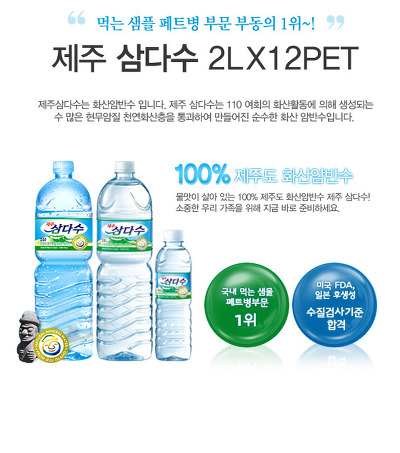 “ 먹는 샘플 페트병 부문 부동의 1위~! ”
제주 삼다수 2LX12PET
제주삼다수는 화산암반수 입니다. 제주 삼다수는 110 여회의 화산활동에 의해 생성되는
수 많은 현무암질 천연화산층을 통과하여 만들어진 순수한 화산 암반수입니다.
100% 제주도 화산암반수
물맛이 살아 있는 100% 제주도 화산암반수 제주 삼다수!
소중한 우리 가족을 위해 지금 바로 준비하세요.
제주 삼다수
제주 삼다수
제주 삼다수
국내 먹는 샘물
페트병부문
1위
미국 FDA,
일본 후생성
수질검사기준
합격